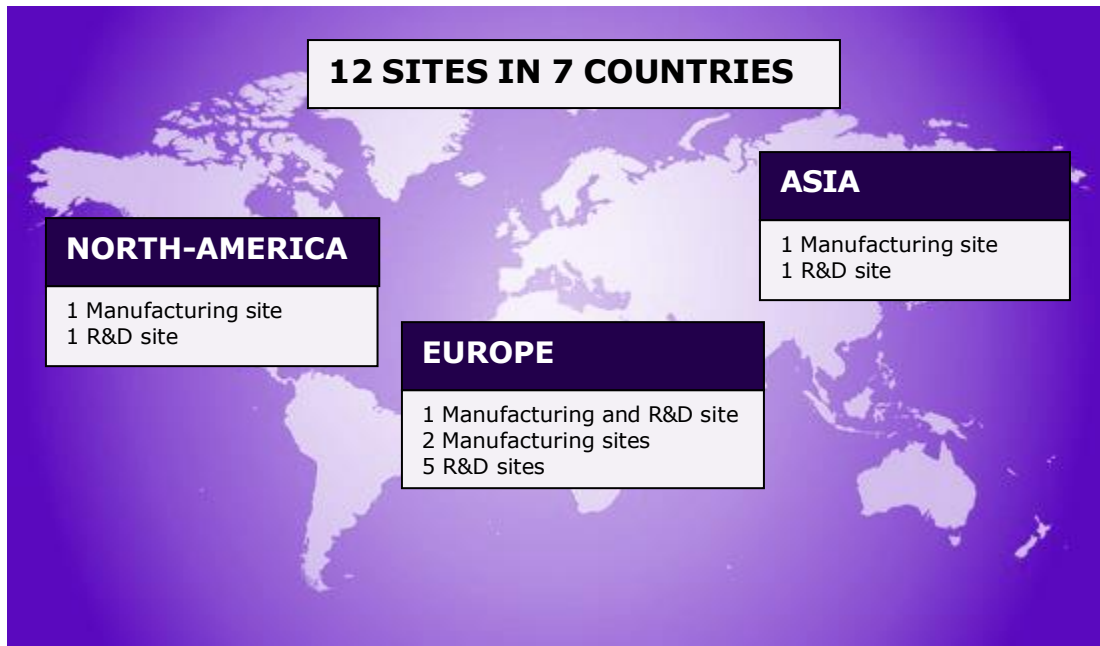 12 SITES IN 7 COUNTRIES
NORTH-AMERICA
1 Manufacturing site
1 R&D site
EUROPE
1 Manufacturing and R&D site
2 Manufacturing sites
5 R&D sites
ASIA
1 Manufacturing site
1 R&D site